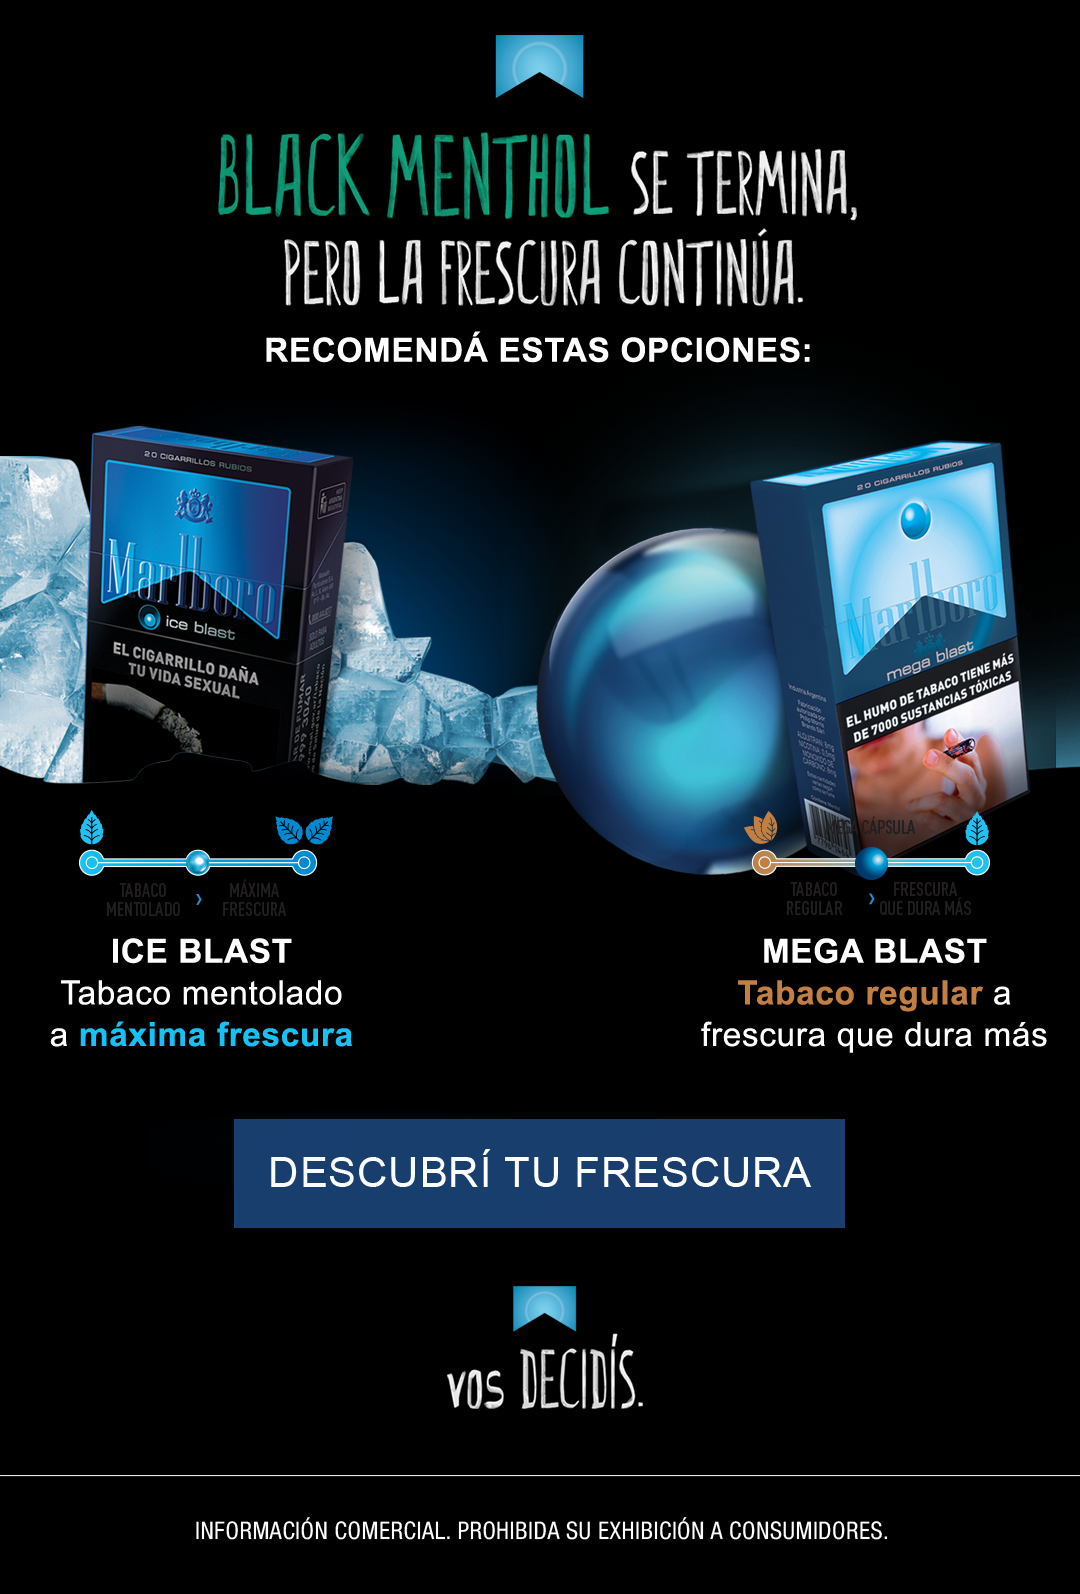 BLACK MENTHOL SE TERMINA,
PERO LA FRESCURA CONTINÚA.
RECOMENDÁ ESTAS OPCIONES:
20 CIGARRILLOS RUBIOS
Marlboro
ice blast
EL CIGARRILLO DAÑA
TU VIDA SEXUAL
20 CIGARRILLOS RUBIOS
Marlboro
mega blast
EL HUMO DE TABACO TIENE MÁS
DE 7000 SUSTANCIAS TÓXICAS
Industria Argentina
MEGA CÁPSULA
TABACO
MENTOLADO
›
MÁXIMA
FRESCURA
TABACO
REGULAR
›
FRESCURA
QUE DURA MÁS
ICE BLAST
Tabaco mentolado
a máxima frescura
MEGA BLAST
Tabaco regular a
frescura que dura más
DESCUBRÍ TU FRESCURA
VOS DECIDÍS.
INFORMACIÓN COMERCIAL. PROHIBIDA SU EXHIBICIÓN A CONSUMIDORES.